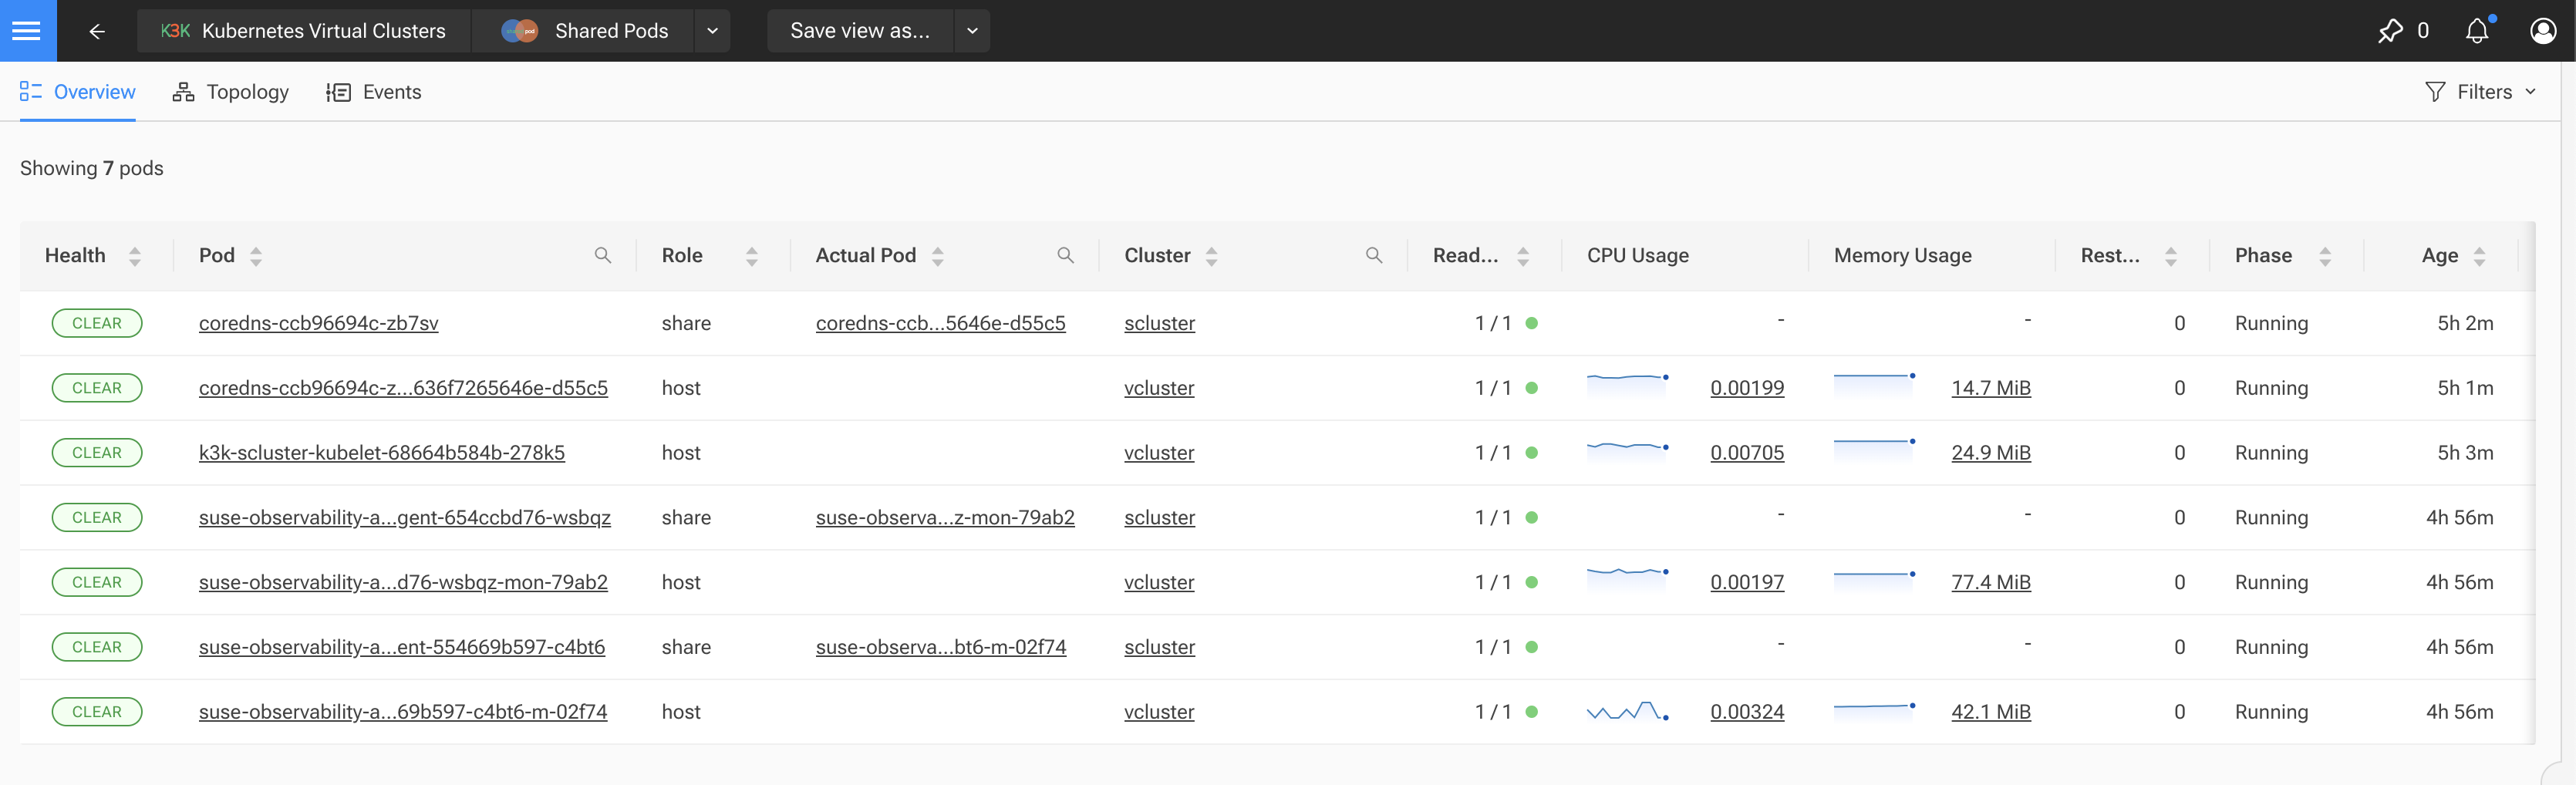 K3K Kubernetes Virtual Clusters Shared Pods Save view as... 0
Overview Topology Events Filters
Showing 7 pods
Health Pod Role Actual Pod Cluster Read... CPU Usage Memory Usage Rest... Phase Age
CLEAR coredns-ccb96694c-zb7sv share coredns-ccb...5646e-d55c5 scluster 1 / 1 - - 0 Running 5h 2m
CLEAR coredns-ccb96694c-z...636f7265646e-d55c5 host vcluster 1 / 1 0.00199 14.7 MiB 0 Running 5h 1m
CLEAR k3k-scluster-kubelet-68664b584b-278k5 host vcluster 1 / 1 0.00705 24.9 MiB 0 Running 5h 3m
CLEAR suse-observability-a...gent-654ccbd76-wsbqz share suse-observa...z-mon-79ab2 scluster 1 / 1 - - 0 Running 4h 56m
CLEAR suse-observability-a...d76-wsbqz-mon-79ab2 host vcluster 1 / 1 0.00197 77.4 MiB 0 Running 4h 56m
CLEAR suse-observability-a...ent-554669b597-c4bt6 share suse-observa...bt6-m-02f74 scluster 1 / 1 - - 0 Running 4h 56m
CLEAR suse-observability-a...69b597-c4bt6-m-02f74 host vcluster 1 / 1 0.00324 42.1 MiB 0 Running 4h 56m